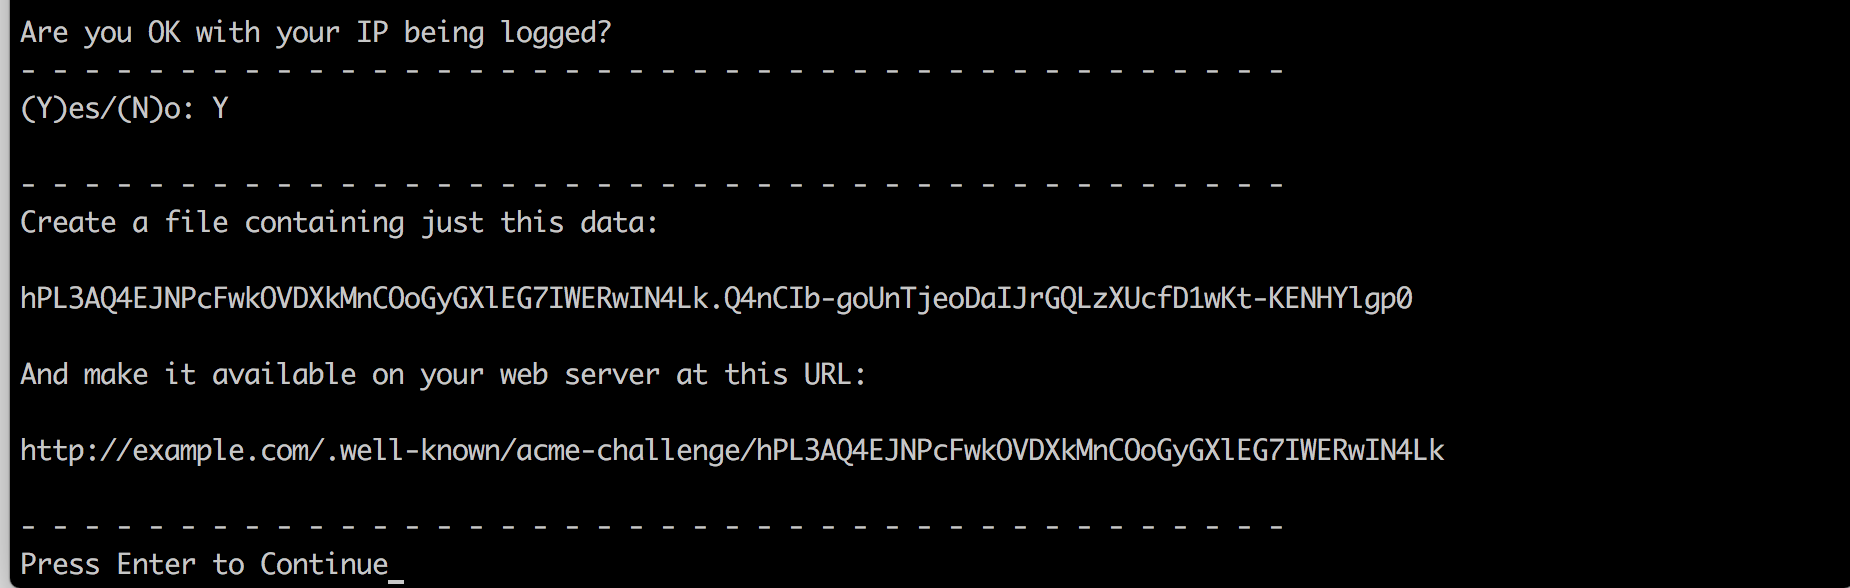 Are you OK with your IP being logged?
- - - - - - - - - - - - - - - - - - - - - - - - - - - - - - - - - - - - - - - -
(Y)es/(N)o: Y
- - - - - - - - - - - - - - - - - - - - - - - - - - - - - - - - - - - - - - - -
Create a file containing just this data:
hPL3AQ4EJNPcFwkOVDXkMnCOoGyGXlEG7IWERwIN4Lk.Q4nCIb-goUnTjeoDaIJrGQLzXUcfD1wKt-KENHYlgp0
And make it available on your web server at this URL:
http://example.com/.well-known/acme-challenge/hPL3AQ4EJNPcFwkOVDXkMnCOoGyGXlEG7IWERwIN4Lk
- - - - - - - - - - - - - - - - - - - - - - - - - - - - - - - - - - - - - - - -
Press Enter to Continue_